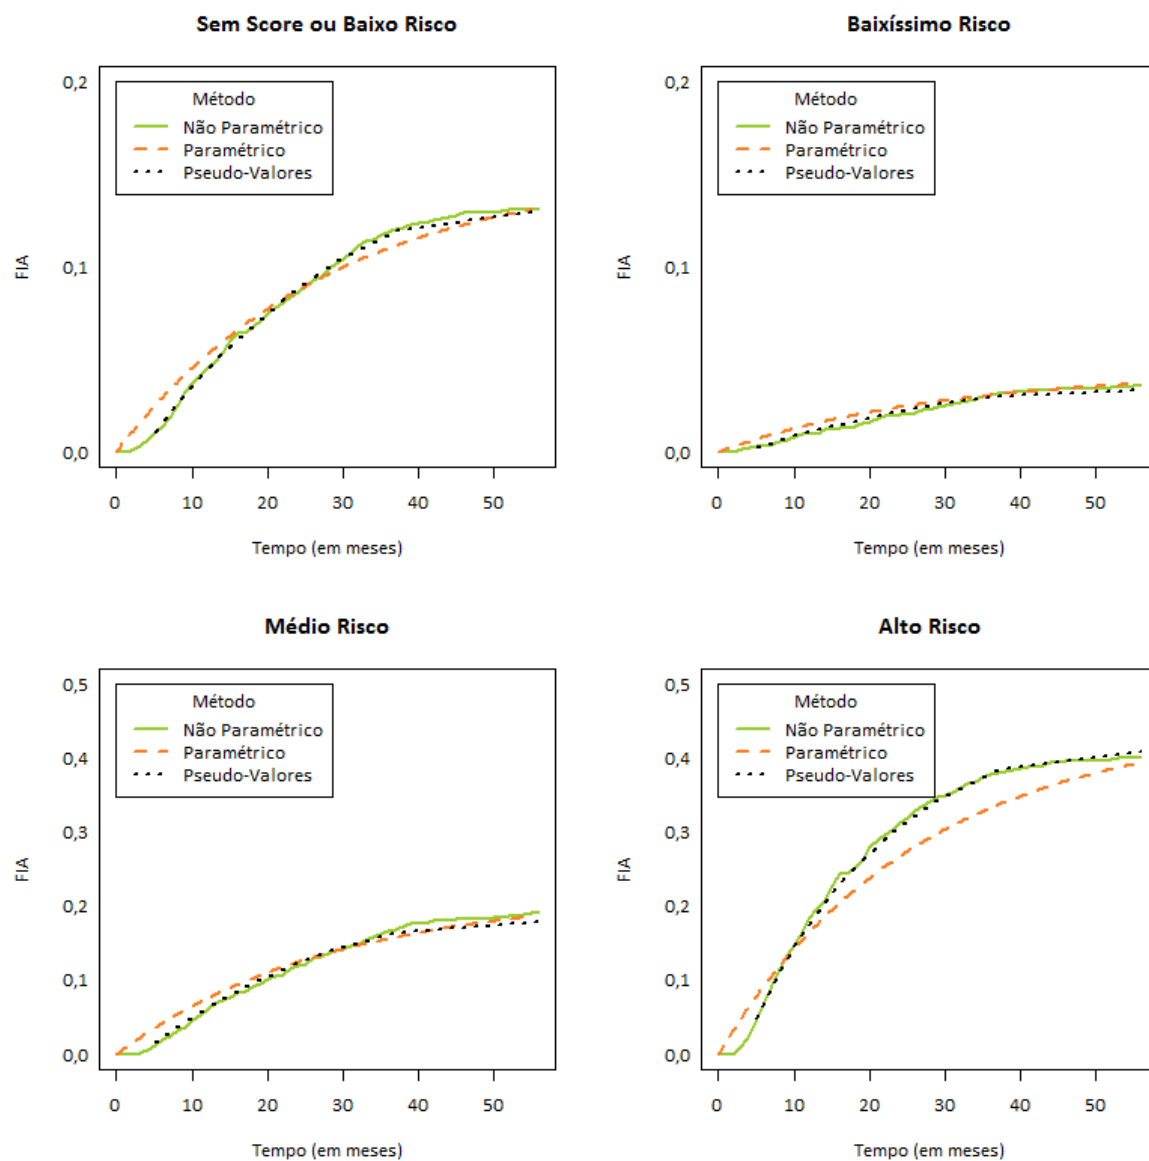 Sem Score ou Baixo Risco
0,2
0,1
0,0
FIA
Método
Não Paramétrico
Paramétrico
Pseudo-Valores
0 10 20 30 40 50
Tempo (em meses)
Baixíssimo Risco
0,2
0,1
0,0
FIA
Método
Não Paramétrico
Paramétrico
Pseudo-Valores
0 10 20 30 40 50
Tempo (em meses)
Médio Risco
0,5
0,4
0,3
0,2
0,1
0,0
FIA
Método
Não Paramétrico
Paramétrico
Pseudo-Valores
0 10 20 30 40 50
Tempo (em meses)
Alto Risco
0,5
0,4
0,3
0,2
0,1
0,0
FIA
Método
Não Paramétrico
Paramétrico
Pseudo-Valores
0 10 20 30 40 50
Tempo (em meses)